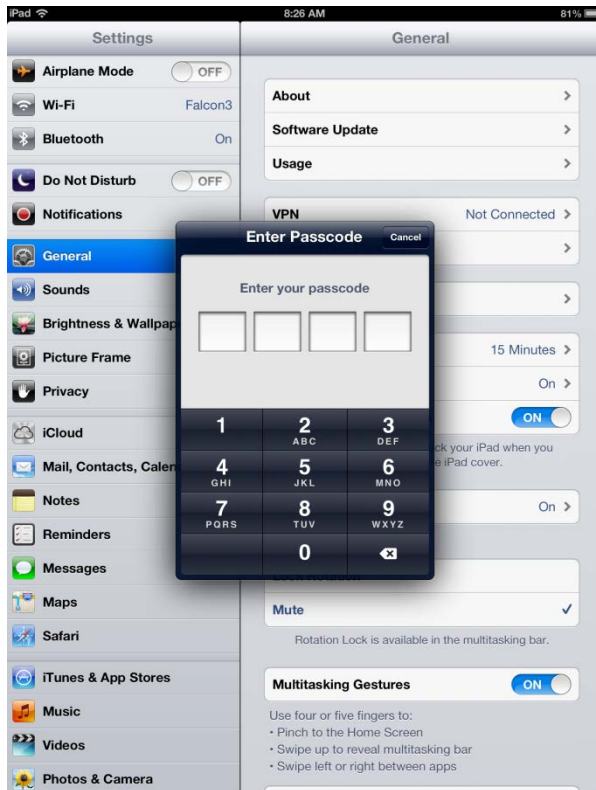 iPad 8:26 AM 81%
Settings
General
Airplane Mode OFF
Wi-Fi Falcon3
Bluetooth On
Do Not Disturb OFF
Notifications
General
Sounds
Brightness & Wallpap
Picture Frame
Privacy
iCloud
Mail, Contacts, Calen
Notes
Reminders
Messages
Maps
Safari
iTunes & App Stores
Music
Videos
Photos & Camera
About
Software Update
Usage
VPN Not Connected
Enter Passcode Cancel
Enter your passcode
1 2 3
ABC DEF
4 5 6
GHI JKL MNO
7 8 9
PQRS TUV WXYZ
0
15 Minutes
On
ON
ck your iPad when you
e iPad cover.
On
Lock Rotation
Mute
Rotation Lock is available in the multitasking bar.
Multitasking Gestures ON
Use four or five fingers to:
• Pinch to the Home Screen
• Swipe up to reveal multitasking bar
• Swipe left or right between apps